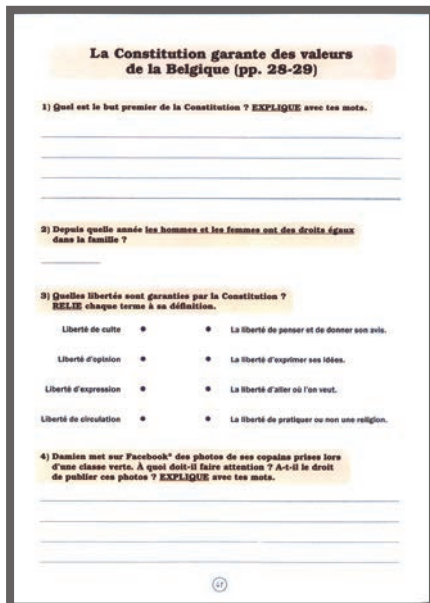 La Constitution garante des valeurs
de la Belgique (pp. 28-29)
1) Quel est le but premier de la Constitution ? EXPLIQUE avec tes mots.
2) Depuis quelle année les hommes et les femmes ont des droits égaux
dans la famille ?
3) Quelles libertés sont garanties par la Constitution ?
RELIE chaque terme à sa définition.
Liberté de culte • • La liberté de penser et de donner son avis.
Liberté d'opinion • • La liberté d'exprimer ses idées.
Liberté d'expression • • La liberté d'aller où l'on veut.
Liberté de circulation • • La liberté de pratiquer ou non une religion.
4) Damien met sur Facebook® des photos de ses copains prises lors
d'une classe verte. À quoi doit-il faire attention ? A-t-il le droit
de publier ces photos ? EXPLIQUE avec tes mots.